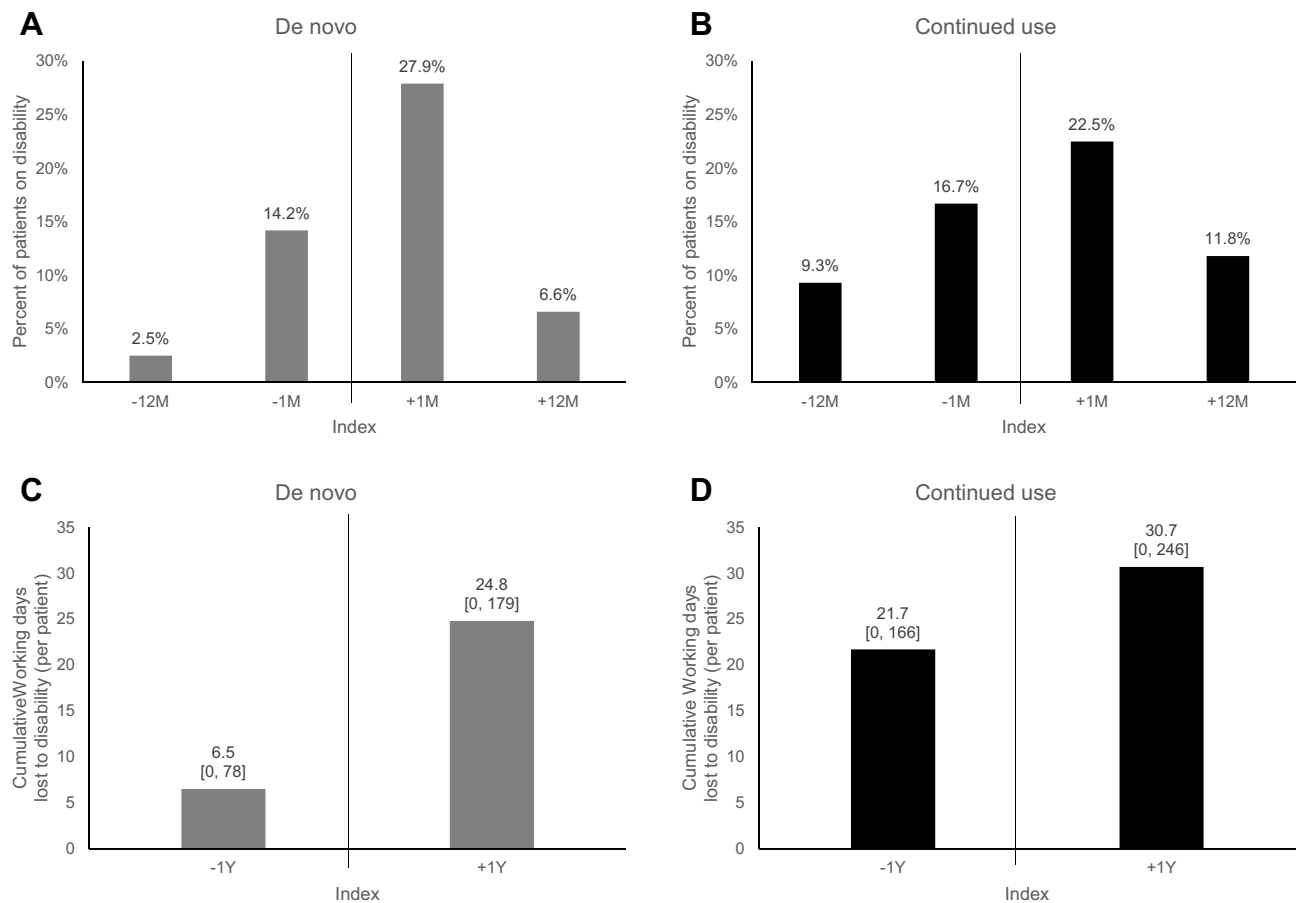 A
De novo
Percent of patients on disability
30%
25%
20%
15%
10%
5%
0%
2.5%
14.2%
27.9%
6.6%
-12M
-1M
+1M
+12M
Index
B
Continued use
Percent of patients on disability
30%
25%
20%
15%
10%
5%
0%
9.3%
16.7%
22.5%
11.8%
-12M
-1M
+1M
+12M
Index
C
De novo
CumulativeWorking days
lost to disability (per patient)
35
30
25
20
15
10
5
0
6.5
[0, 78]
24.8
[0, 179]
-1Y
+1Y
Index
D
Continued use
Cumulative Working days
lost to disability (per patient)
35
30
25
20
15
10
5
0
21.7
[0, 166]
30.7
[0, 246]
-1Y
+1Y
Index